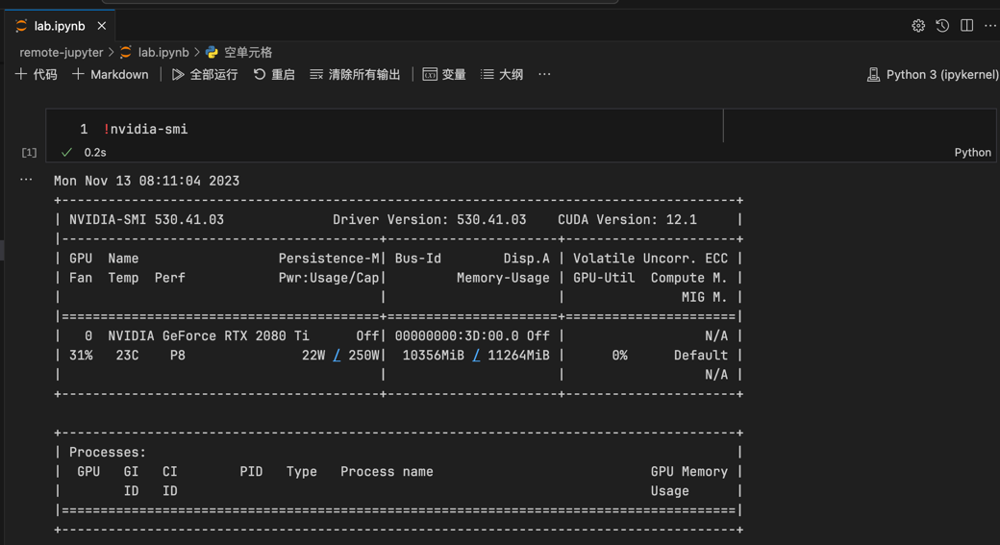 lab.ipynb
remote-jupyter > lab.ipynb > 空单元格
+ 代码 + Markdown 全部运行 重启 清除所有输出 变量 大纲 ··· Python 3 (ipykernel)
1 !nvidia-smi
[1] ✓ 0.2s Python
··· Mon Nov 13 08:11:04 2023
+---------------------------------------------------------------------------------------+
| NVIDIA-SMI 530.41.03              Driver Version: 530.41.03    CUDA Version: 12.1     |
|-----------------------------------------+----------------------+----------------------+
| GPU  Name                  Persistence-M| Bus-Id        Disp.A | Volatile Uncorr. ECC |
| Fan  Temp  Perf            Pwr:Usage/Cap|         Memory-Usage | GPU-Util  Compute M. |
|                                         |                      |               MIG M. |
|=========================================+======================+======================|
|   0  NVIDIA GeForce RTX 2080 Ti      Off| 00000000:3D:00.0 Off |                  N/A |
| 31%   23C    P8               22W / 250W|  10356MiB / 11264MiB |      0%      Default |
|                                         |                      |                  N/A |
+-----------------------------------------+----------------------+----------------------+
+---------------------------------------------------------------------------------------+
| Processes:                                                                            |
|  GPU   GI   CI        PID   Type   Process name                            GPU Memory |
|        ID   ID                                                             Usage      |
|=======================================================================================|
+---------------------------------------------------------------------------------------+